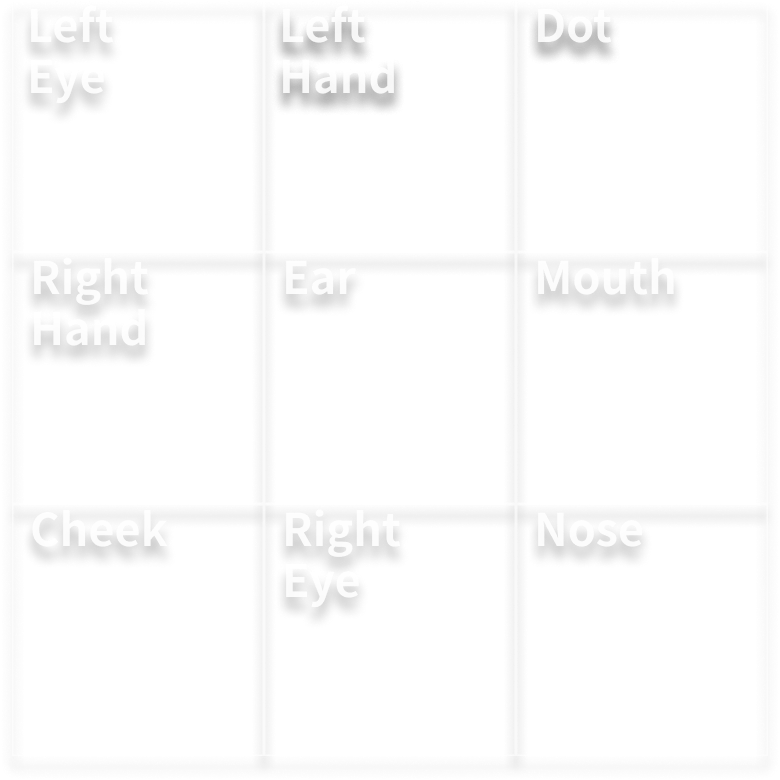 Left
Eye
Left
Hand
Dot
Right
Hand
Ear
Mouth
Cheek
Right
Eye
Nose